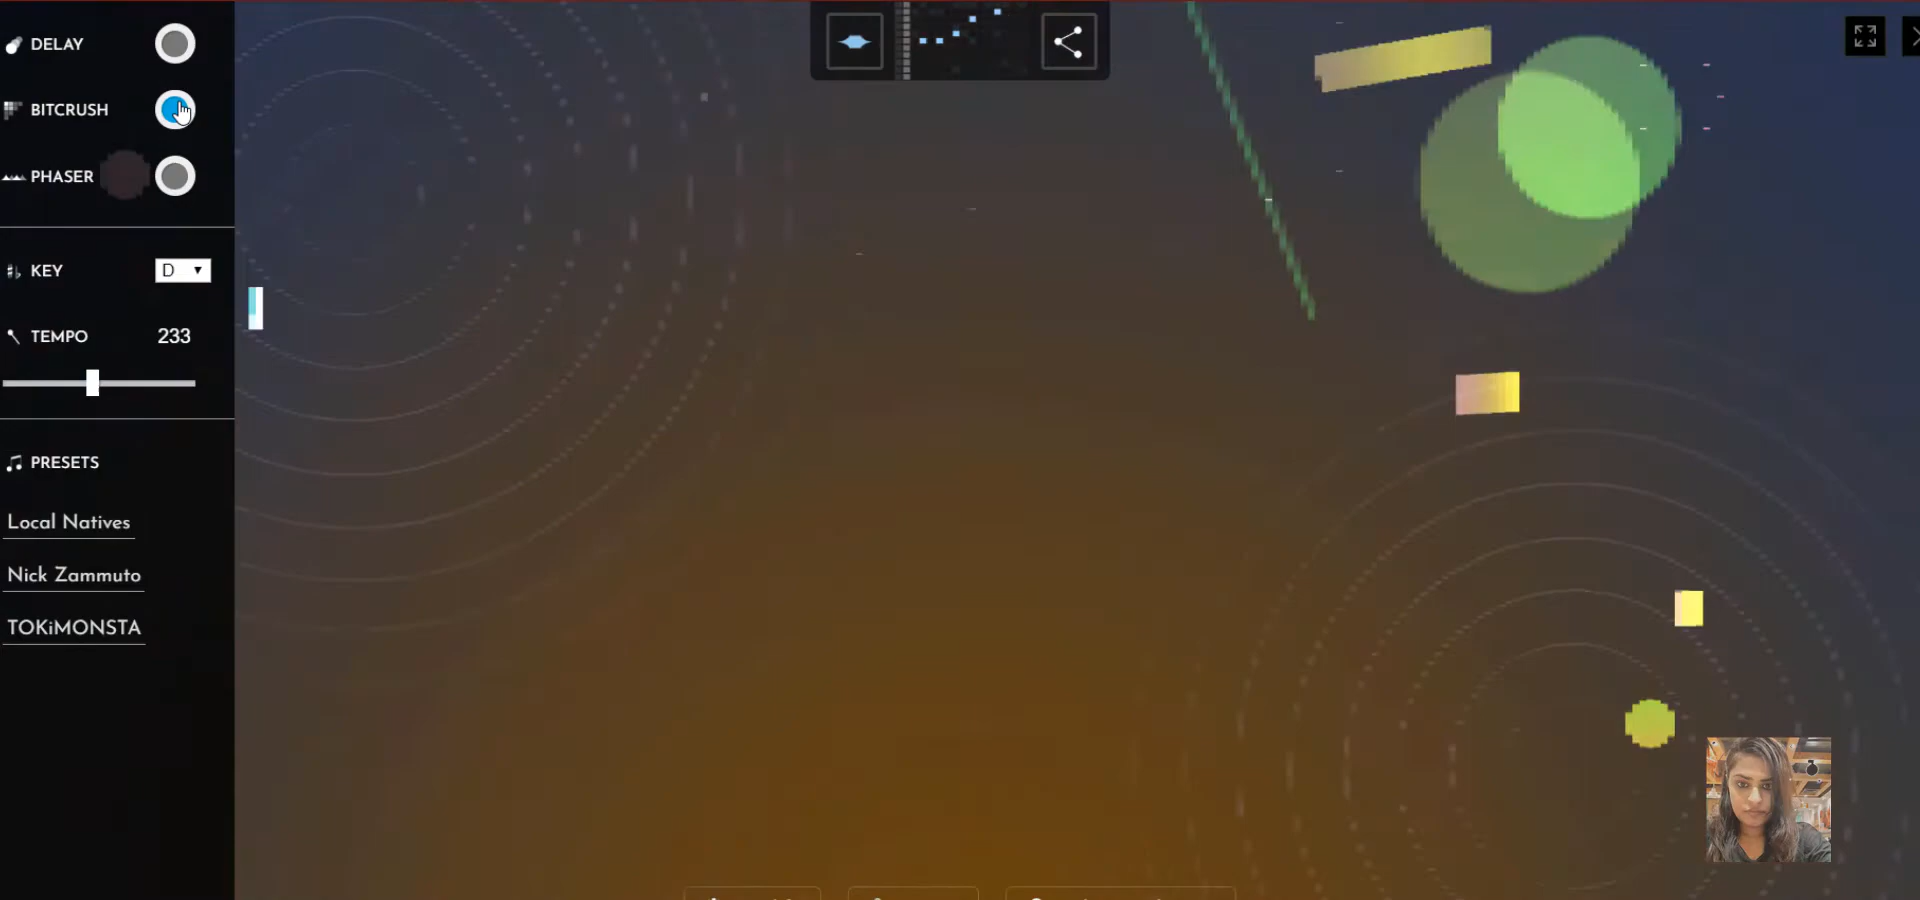 DELAY
BITCRUSH
PHASER
KEY D
TEMPO 233
PRESETS
Local Natives
Nick Zammuto
TOKiMONSTA